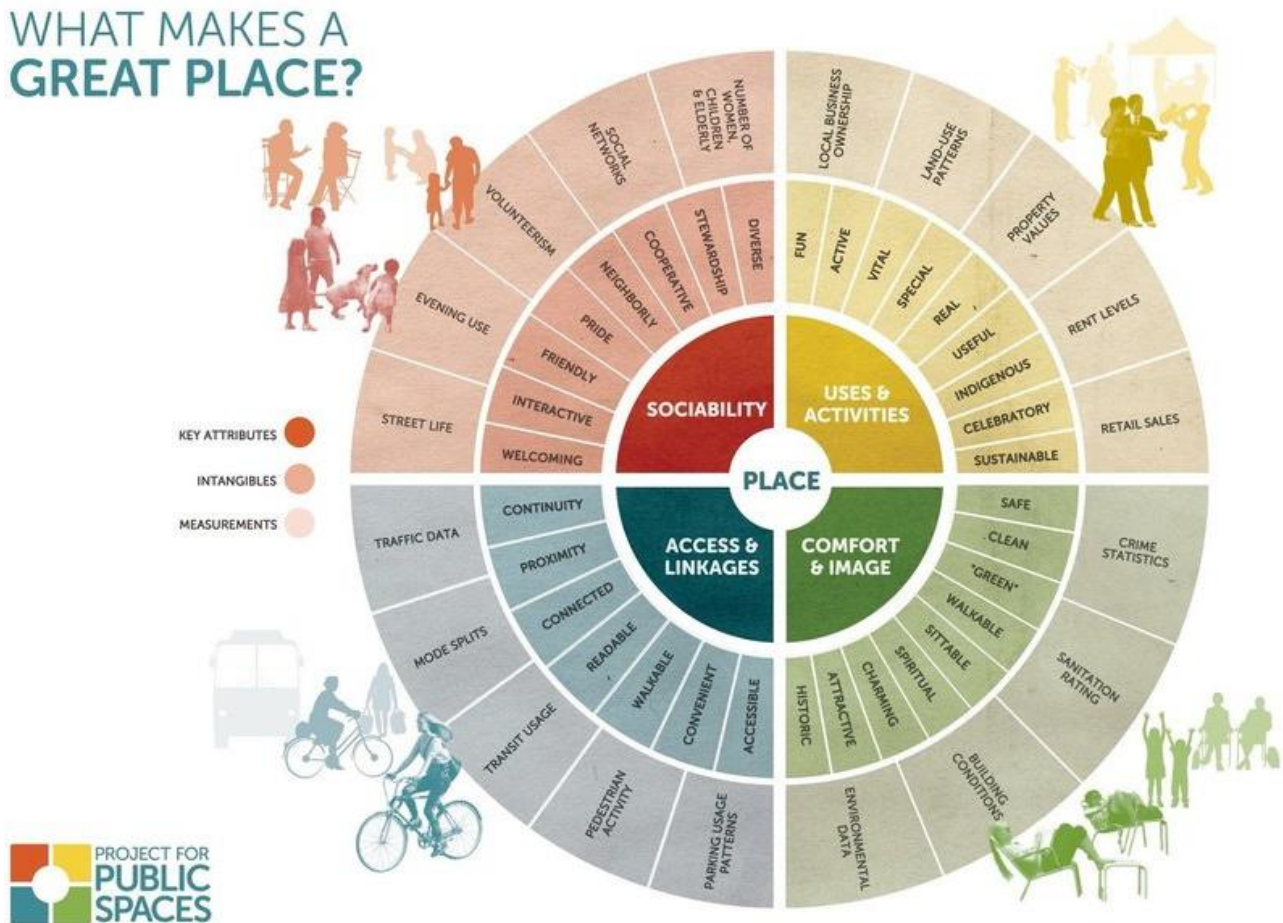 WHAT MAKES A
GREAT PLACE?
KEY ATTRIBUTES
INTANGIBLES
MEASUREMENTS
PLACE
SOCIABILITY
USES &
ACTIVITIES
ACCESS &
LINKAGES
COMFORT
& IMAGE
WELCOMING
INTERACTIVE
FRIENDLY
PRIDE
NEIGHBORLY
COOPERATIVE
STEWARDSHIP
DIVERSE
STREET LIFE
EVENING USE
VOLUNTEERISM
SOCIAL
NETWORKS
NUMBER OF
WOMEN,
CHILDREN
& ELDERLY
FUN
ACTIVE
VITAL
SPECIAL
REAL
USEFUL
INDIGENOUS
CELEBRATORY
SUSTAINABLE
LOCAL BUSINESS
OWNERSHIP
LAND-USE
PATTERNS
PROPERTY
VALUES
RENT LEVELS
RETAIL SALES
SAFE
CLEAN
"GREEN"
WALKABLE
SITTABLE
SPIRITUAL
CHARMING
ATTRACTIVE
HISTORIC
CRIME
STATISTICS
SANITATION
RATING
BUILDING
CONDITIONS
ENVIRONMENTAL
DATA
CONTINUITY
PROXIMITY
CONNECTED
READABLE
WALKABLE
CONVENIENT
ACCESSIBLE
TRAFFIC DATA
MODE SPLITS
TRANSIT USAGE
PEDESTRIAN
ACTIVITY
PARKING USAGE
PATTERNS
PROJECT FOR
PUBLIC
SPACES